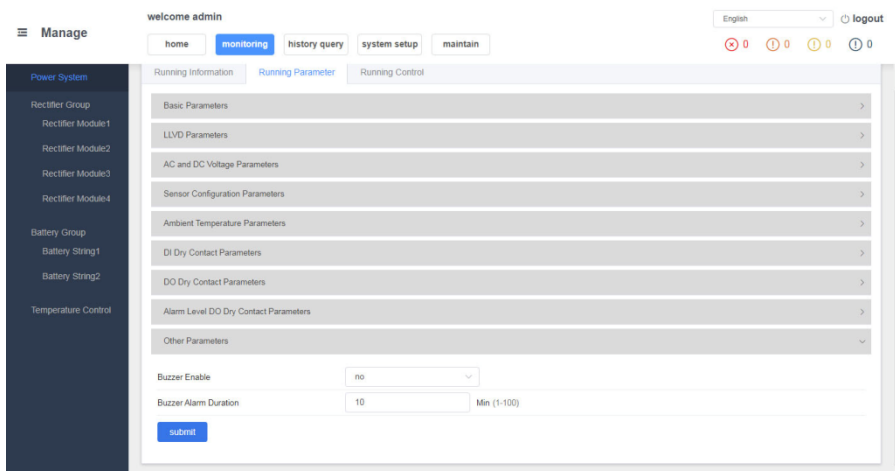 welcome admin
English
logout
Manage
home
monitoring
history query
system setup
maintain
0
0
0
0
Power System
Rectifier Group
Rectifier Module1
Rectifier Module2
Rectifier Module3
Rectifier Module4
Battery Group
Battery String1
Battery String2
Temperature Control
Running Information
Running Parameter
Running Control
Basic Parameters
LLVD Parameters
AC and DC Voltage Parameters
Sensor Configuration Parameters
Ambient Temperature Parameters
DI Dry Contact Parameters
DO Dry Contact Parameters
Alarm Level DO Dry Contact Parameters
Other Parameters
Buzzer Enable
no
Buzzer Alarm Duration
10
Min (1-100)
submit